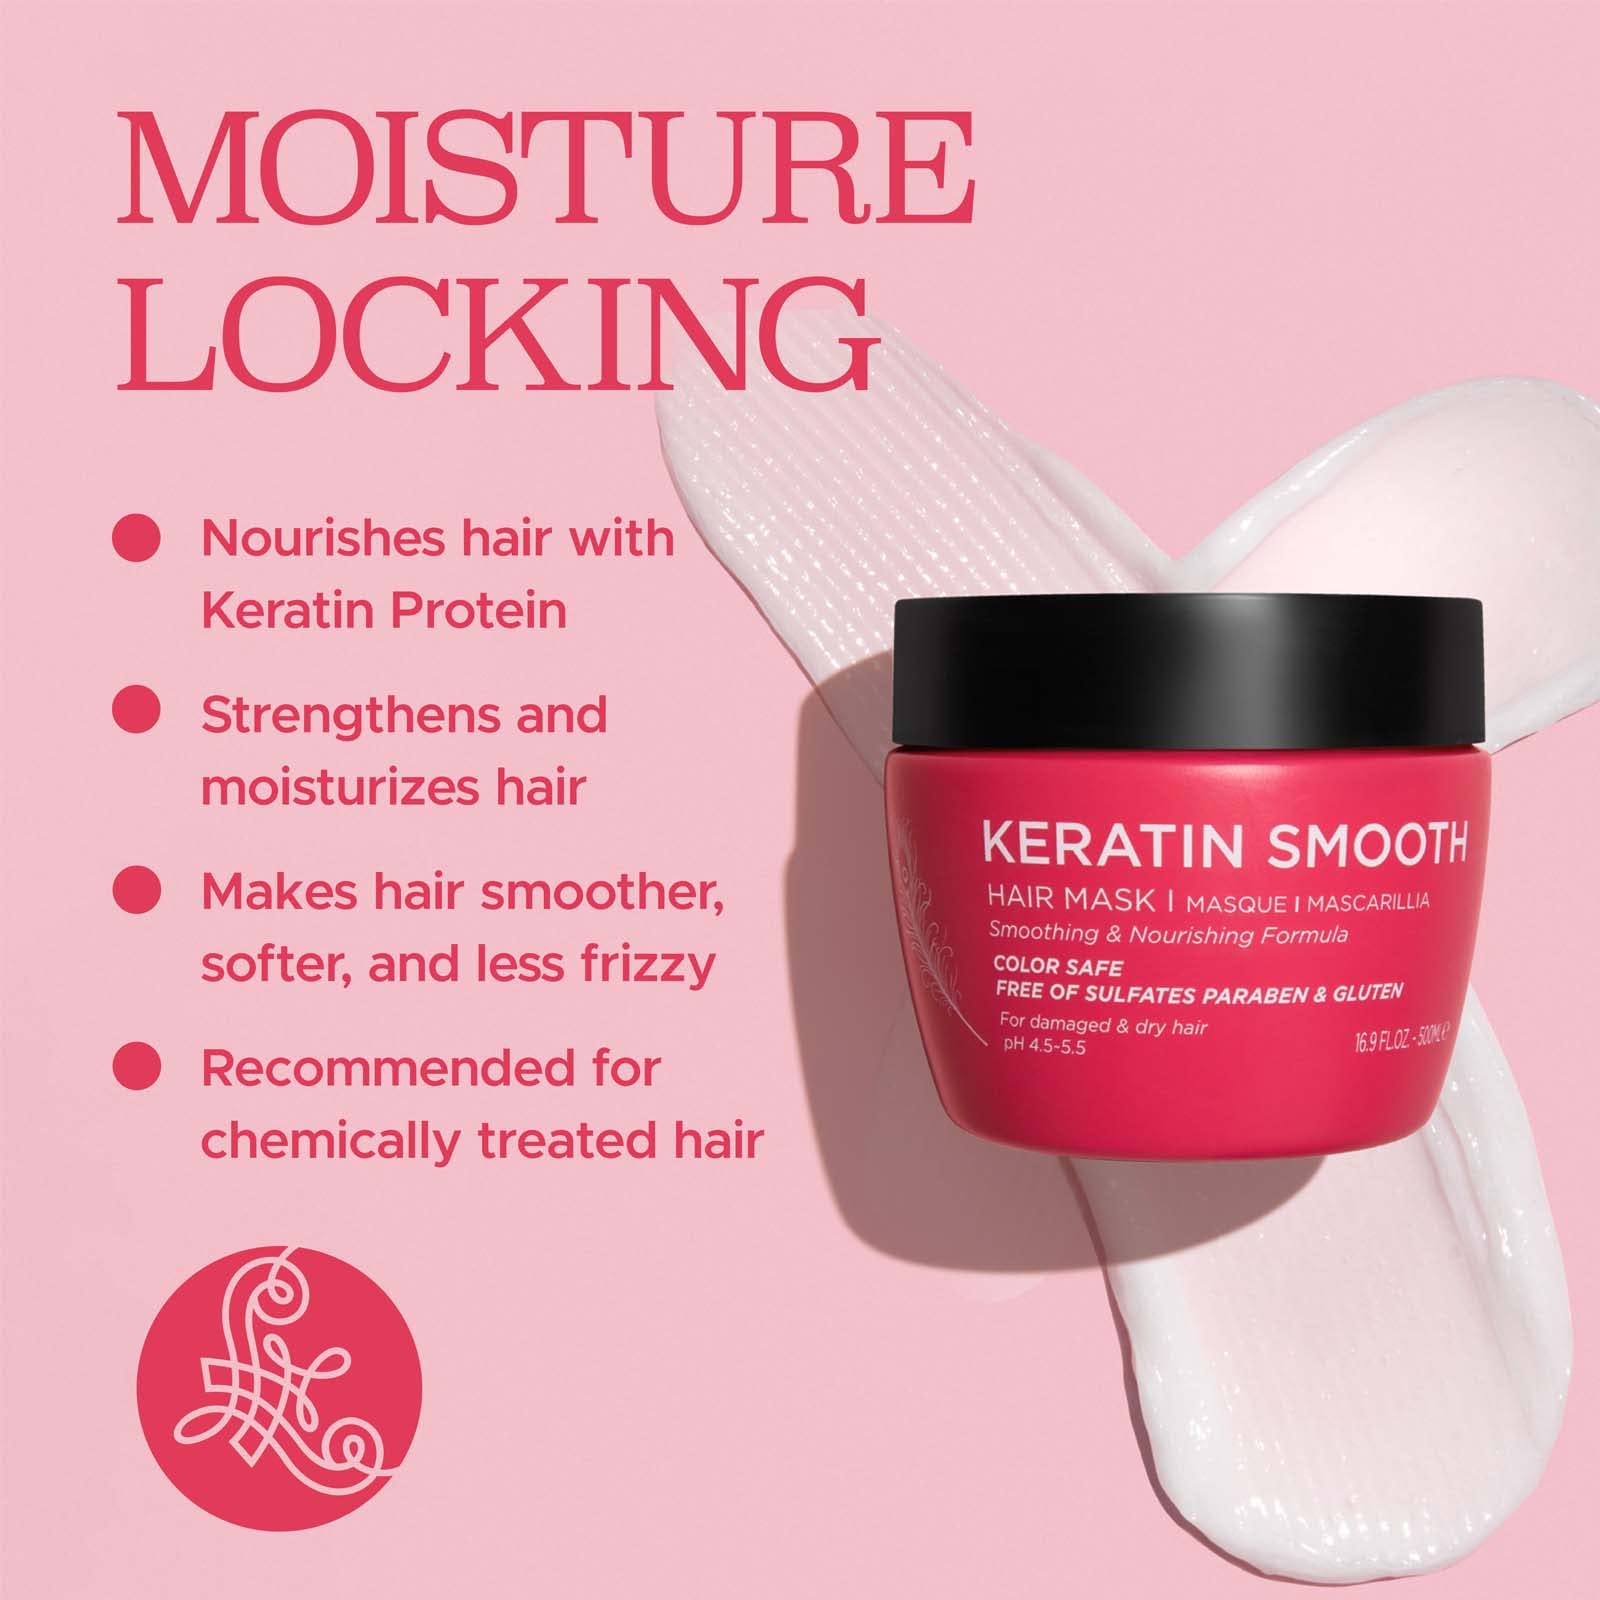 MOISTURE
LOCKING
Nourishes hair with
Keratin Protein
Strengthens and
moisturizes hair
Makes hair smoother,
softer, and less frizzy
Recommended for
chemically treated hair
KERATIN SMOOTH
HAIR MASK | MASQUE | MASCARILLIA
Smoothing & Nourishing Formula
COLOR SAFE
FREE OF SULFATES PARABEN & GLUTEN
For damaged & dry hair
pH 4.5-5.5
16.9 FL.OZ. - 500ML ℮